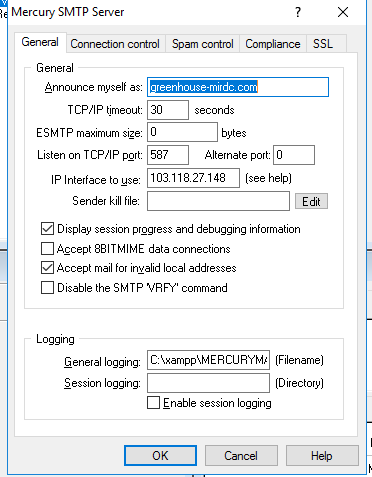 Mercury SMTP Server
General Connection control Spam control Compliance SSL
General
Announce myself as: greenhouse-mirdc.com
TCP/IP timeout: 30 seconds
ESMTP maximum size: 0 bytes
Listen on TCP/IP port: 587 Alternate port: 0
IP Interface to use: 103.118.27.148 (see help)
Sender kill file: Edit
Display session progress and debugging information
Accept 8BITMIME data connections
Accept mail for invalid local addresses
Disable the SMTP 'VRFY' command
Logging
General logging: C:\xampp\MERCURYMA (Filename)
Session logging: (Directory)
Enable session logging
OK Cancel Help